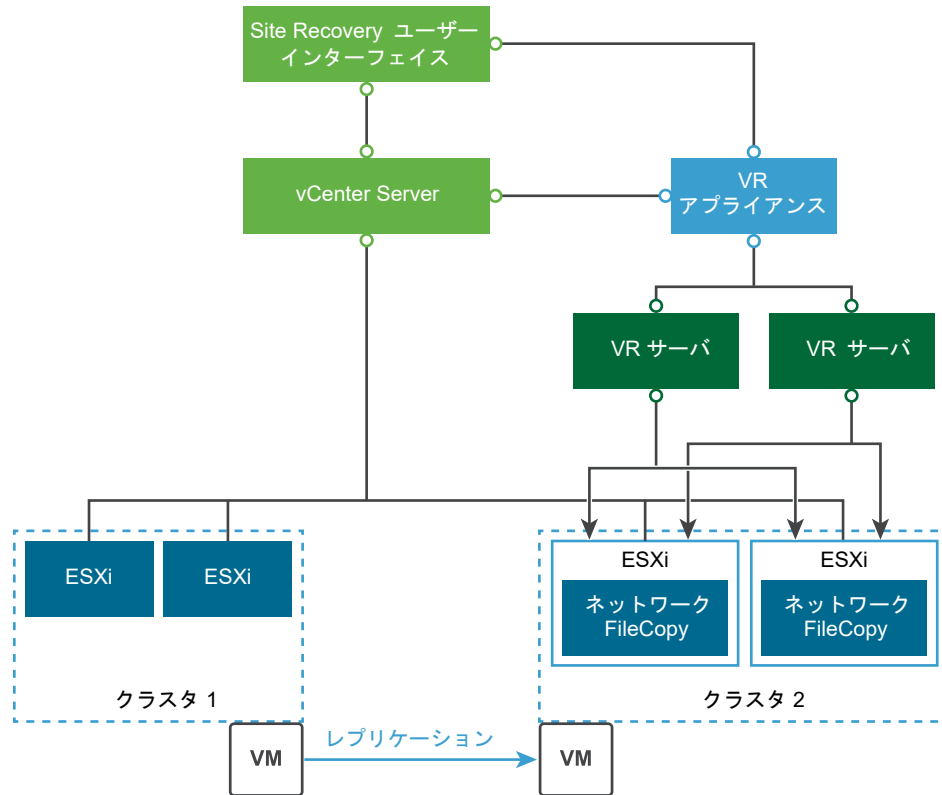 Site Recovery ユーザー
インターフェイス
vCenter Server
VR
アプライアンス
VR サーバ
VR サーバ
ESXi
ESXi
ESXi
ネットワーク
FileCopy
ESXi
ネットワーク
FileCopy
クラスタ 1
クラスタ 2
VM
レプリケーション
VM